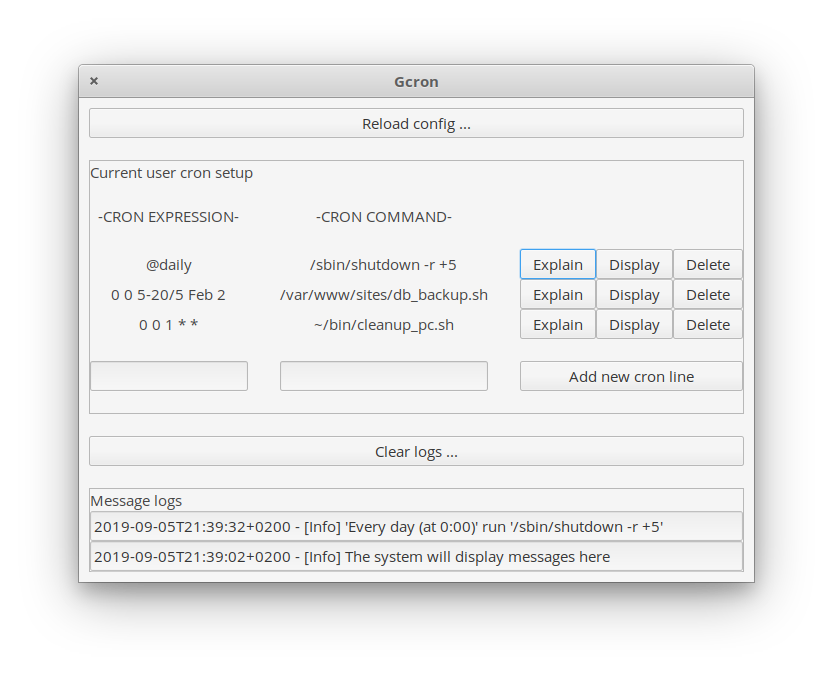 ×
Gcron
Reload config ...
Current user cron setup
-CRON EXPRESSION- -CRON COMMAND-
@daily /sbin/shutdown -r +5 Explain Display Delete
0 0 5-20/5 Feb 2 /var/www/sites/db_backup.sh Explain Display Delete
0 0 1 * * ~/bin/cleanup_pc.sh Explain Display Delete
Add new cron line
Clear logs ...
Message logs
2019-09-05T21:39:32+0200 - [Info] 'Every day (at 0:00)' run '/sbin/shutdown -r +5'
2019-09-05T21:39:02+0200 - [Info] The system will display messages here